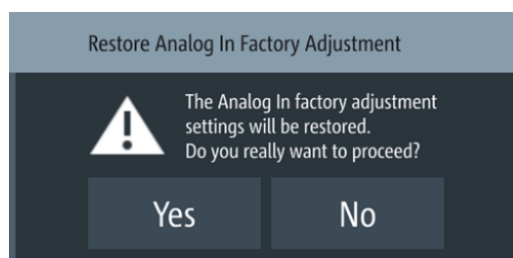 Restore Analog In Factory Adjustment
The Analog In factory adjustment
settings will be restored.
Do you really want to proceed?
Yes No